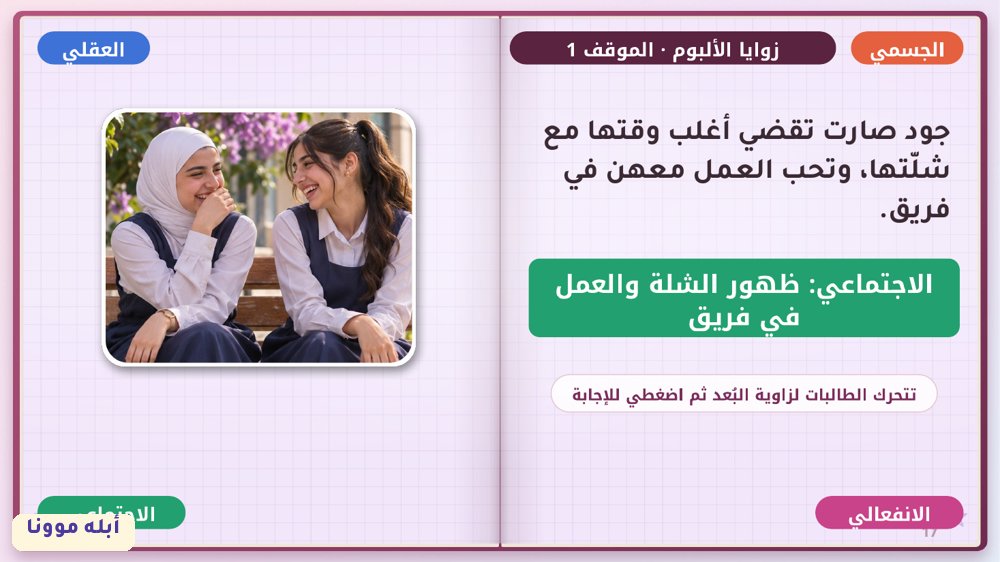 الجسمي
زوايا الألبوم · الموقف 1
العقلي
جود صارت تقضي أغلب وقتها مع
شلّتها، وتحب العمل معهن في
فريق.
الاجتماعي: ظهور الشلة والعمل
في فريق
تتحرك الطالبات لزاوية البُعد ثم اضغطي للإجابة
الانفعالي
17
أبله موونا